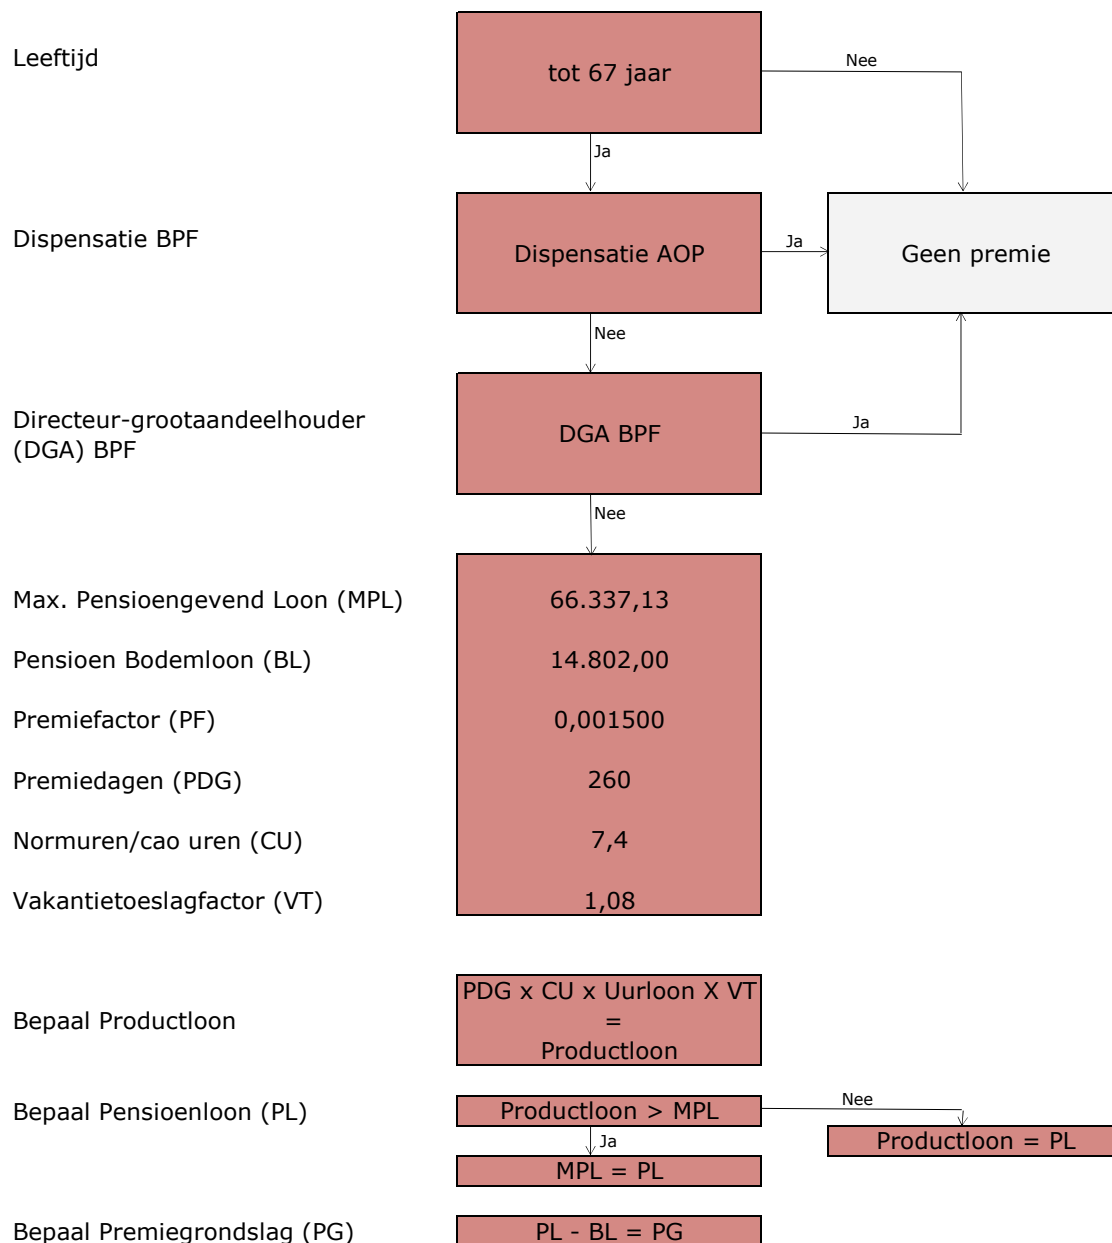 Leeftijd
tot 67 jaar
Nee
Ja
Dispensatie BPF
Dispensatie AOP
Ja
Geen premie
Nee
Directeur-grootaandeelhouder
(DGA) BPF
DGA BPF
Ja
Nee
Max. Pensioengevend Loon (MPL)
66.337,13
Pensioen Bodemloon (BL)
14.802,00
Premiefactor (PF)
0,001500
Premiedagen (PDG)
260
Normuren/cao uren (CU)
7,4
Vakantietoeslagfactor (VT)
1,08
Bepaal Productloon
PDG x CU x Uurloon X VT
=
Productloon
Bepaal Pensioenloon (PL)
Productloon > MPL
Nee
Productloon = PL
Ja
MPL = PL
Bepaal Premiegrondslag (PG)
PL - BL = PG